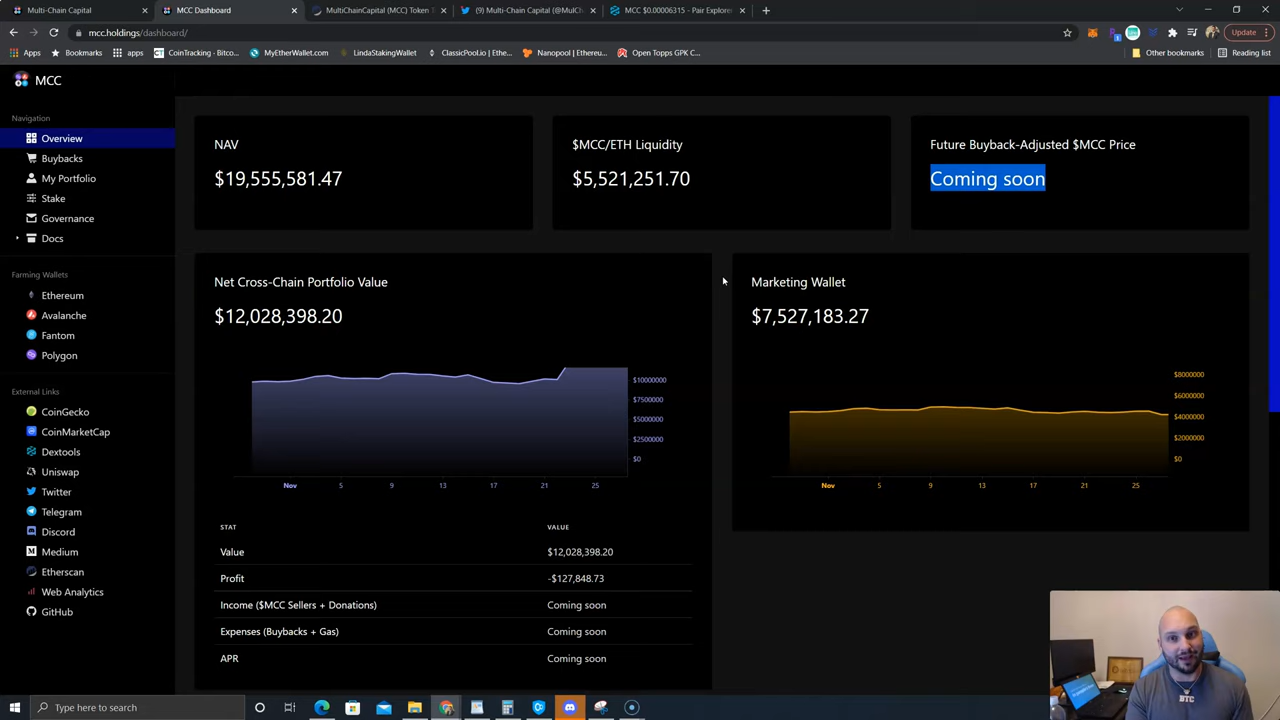 Multi-Chain Capital
MCC Dashboard
MultiChainCapital (MCC) Token T
(9) Multi-Chain Capital (@MulCh
MCC $0.00006315 - Pair Explorer
mcc.holdings/dashboard/
Update
Apps
Bookmarks
apps
CoinTracking - Bitco...
MyEtherWallet.com
LindaStakingWallet
ClassicPool.io | Ethe...
Nanopool | Ethereu...
Open Topps GPK C...
Other bookmarks
Reading list
MCC
Navigation
Overview
Buybacks
My Portfolio
Stake
Governance
Docs
Farming Wallets
Ethereum
Avalanche
Fantom
Polygon
External Links
CoinGecko
CoinMarketCap
Dextools
Uniswap
Twitter
Telegram
Discord
Medium
Etherscan
Web Analytics
GitHub
NAV
$19,555,581.47
$MCC/ETH Liquidity
$5,521,251.70
Future Buyback-Adjusted $MCC Price
Coming soon
Net Cross-Chain Portfolio Value
$12,028,398.20
$10000000
$7500000
$5000000
$2500000
$0
Nov 5 9 13 17 21 25
STAT VALUE
Value $12,028,398.20
Profit -$127,848.73
Income ($MCC Sellers + Donations) Coming soon
Expenses (Buybacks + Gas) Coming soon
APR Coming soon
Marketing Wallet
$7,527,183.27
$8000000
$6000000
$4000000
$2000000
$0
Nov 5 9 13 17 21 25
BTC
Type here to search